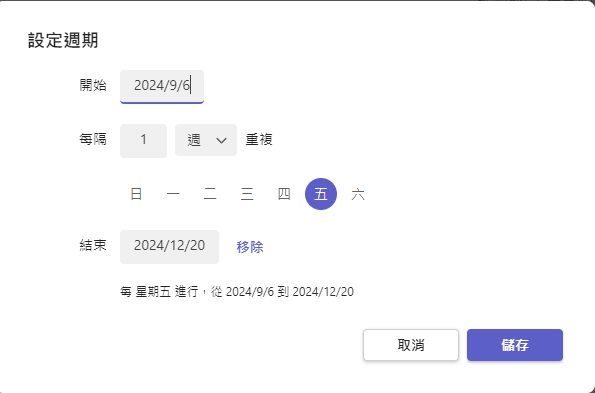 設定週期
開始 2024/9/6
每隔 1 週 重複
日 一 二 三 四 五 六
結束 2024/12/20 移除
每 星期五 進行，從 2024/9/6 到 2024/12/20
取消 儲存